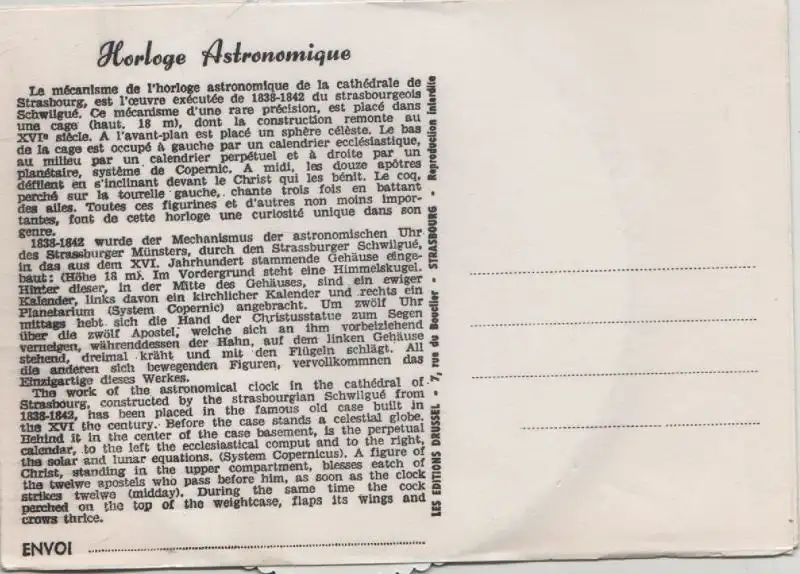 Horloge Astronomique
Le mécanisme de l'horloge astronomique de la cathédrale de
Strasbourg, est l'œuvre exécutée de 1838-1842 du strasbourgeois
Schwilgué. Ce mécanisme d'une rare précision, est placé dans
une cage (haut. 18 m), dont la construction remonte au
XVIe siècle. A l'avant-plan est placé un sphère céleste. Le bas
de la cage est occupé à gauche par un calendrier ecclésiastique,
au milieu par un calendrier perpétuel et à droite par un
planétaire, système de Copernic. A midi, les douze apôtres
défilent en s'inclinant devant le Christ qui les bénit. Le coq,
perché sur la tourelle gauche, chante trois fois en battant
des ailes. Toutes ces figurines et d'autres non moins impor-
tantes, font de cette horloge une curiosité unique dans son
genre.
1838-1842 wurde der Mechanismus der astronomischen Uhr
des Strassburger Münsters, durch den Strassburger Schwilgué,
in das aus dem XVI. Jahrhundert stammende Gehäuse einge-
baut: (Höhe 18 m). Im Vordergrund steht eine Himmelskugel.
Hinter dieser, in der Mitte des Gehäuses, sind ein ewiger
Kalender, links davon ein kirchlicher Kalender und rechts ein
Planetarium (System Copernic) angebracht. Um zwölf Uhr
mittags hebt sich die Hand der Christusstatue zum Segen
über die zwölf Apostel, welche sich an ihm vorbeiziehend
verneigen, währenddessen der Hahn, auf dem linken Gehäuse
stehend, dreimal kräht und mit den Flügeln schlägt. All
die anderen sich bewegenden Figuren, vervollkommnen das
Einzigartige dieses Werkes.
The work of the astronomical clock in the cathédral of
Strasbourg, constructed by the strasbourgian Schwilgué from
1838-1842, has been placed in the famous old case built in
the XVI the century. Before the case stands a celestial globe.
Behind it in the center of the case basement, is the perpetual
calendar, to the left the ecclesiastical comput and to the right,
the solar and lunar equations. (System Copernicus). A figure of
Christ, standing in the upper compartment, blesses eatch of
the twelwe apostels who pass before him, as soon as the clock
strikes twelwe (midday). During the same time the cock
perched on the top of the weightcase, flaps its wings and
crows thrice.
ENVOI
LES EDITIONS DRUSSEL - 7, rue du Bouclier - STRASBOURG - Reproduction interdite